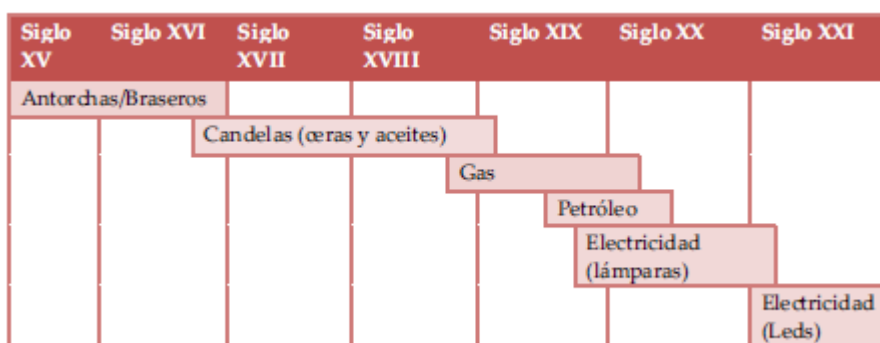 Siglo XV Siglo XVI Siglo XVII Siglo XVIII Siglo XIX Siglo XX Siglo XXI
Antorchas/Braseros
Candelas (ceras y aceites)
Gas
Petróleo
Electricidad
(lámparas)
Electricidad
(Leds)